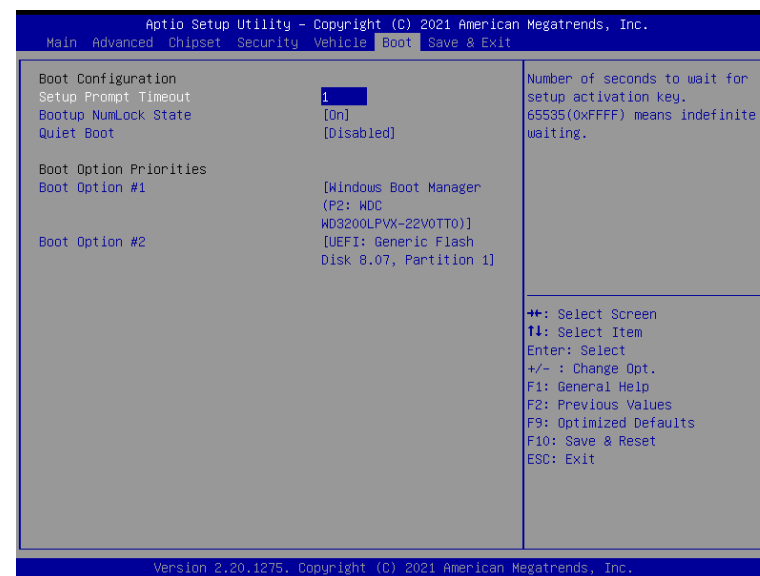 Aptio Setup Utility – Copyright (C) 2021 American Megatrends, Inc.
Main Advanced Chipset Security Vehicle Boot Save & Exit
Boot Configuration
Setup Prompt Timeout 1
Bootup NumLock State [On]
Quiet Boot [Disabled]
Boot Option Priorities
Boot Option #1 [Windows Boot Manager
(P2: WDC
WD3200LPVX-22V0TT0)]
Boot Option #2 [UEFI: Generic Flash
Disk 8.07, Partition 1]
Number of seconds to wait for
setup activation key.
65535(0xFFFF) means indefinite
waiting.
→←: Select Screen
↑↓: Select Item
Enter: Select
+/- : Change Opt.
F1: General Help
F2: Previous Values
F9: Optimized Defaults
F10: Save & Reset
ESC: Exit
Version 2.20.1275. Copyright (C) 2021 American Megatrends, Inc.